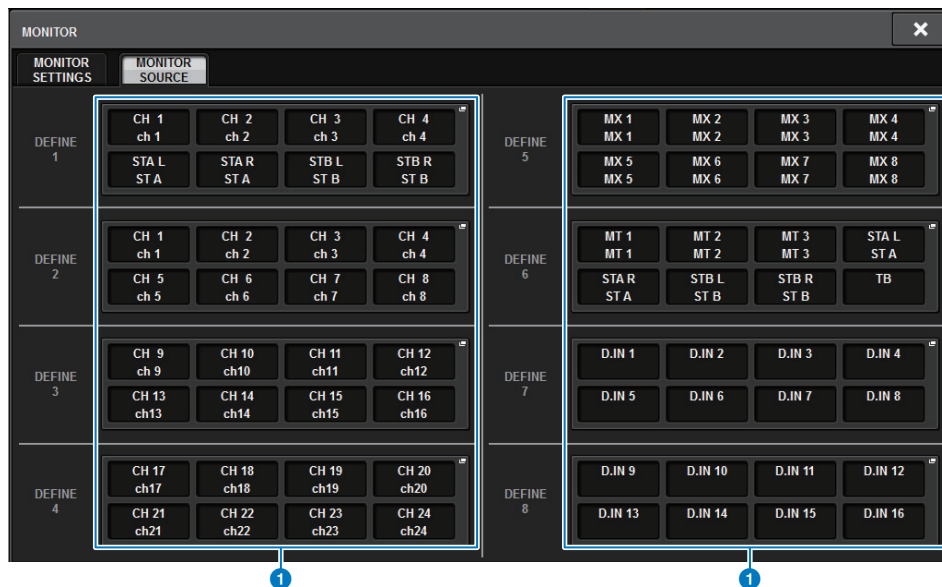 MONITOR
MONITOR SETTINGS
MONITOR SOURCE
DEFINE 1
CH 1 CH 2 CH 3 CH 4
ch 1 ch 2 ch 3 ch 4
STA L STA R STB L STB R
ST A ST A ST B ST B
DEFINE 2
CH 1 CH 2 CH 3 CH 4
ch 1 ch 2 ch 3 ch 4
CH 5 CH 6 CH 7 CH 8
ch 5 ch 6 ch 7 ch 8
DEFINE 3
CH 9 CH 10 CH 11 CH 12
ch 9 ch10 ch11 ch12
CH 13 CH 14 CH 15 CH 16
ch13 ch14 ch15 ch16
DEFINE 4
CH 17 CH 18 CH 19 CH 20
ch17 ch18 ch19 ch20
CH 21 CH 22 CH 23 CH 24
ch21 ch22 ch23 ch24
1
DEFINE 5
MX 1 MX 2 MX 3 MX 4
MX 1 MX 2 MX 3 MX 4
MX 5 MX 6 MX 7 MX 8
MX 5 MX 6 MX 7 MX 8
DEFINE 6
MT 1 MT 2 MT 3 STA L
MT 1 MT 2 MT 3 ST A
STA R STB L STB R TB
ST A ST B ST B
DEFINE 7
D.IN 1 D.IN 2 D.IN 3 D.IN 4
D.IN 5 D.IN 6 D.IN 7 D.IN 8
DEFINE 8
D.IN 9 D.IN 10 D.IN 11 D.IN 12
D.IN 13 D.IN 14 D.IN 15 D.IN 16
1